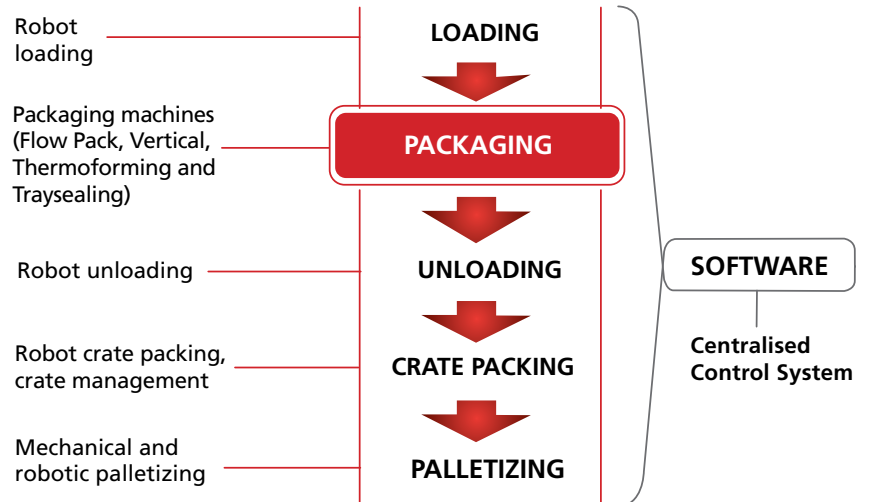 Robot
loading
LOADING
Packaging machines
(Flow Pack, Vertical,
Thermoforming and
Traysealing)
PACKAGING
Robot unloading
UNLOADING
Robot crate packing,
crate management
CRATE PACKING
Mechanical and
robotic palletizing
PALLETIZING
SOFTWARE
Centralised
Control System